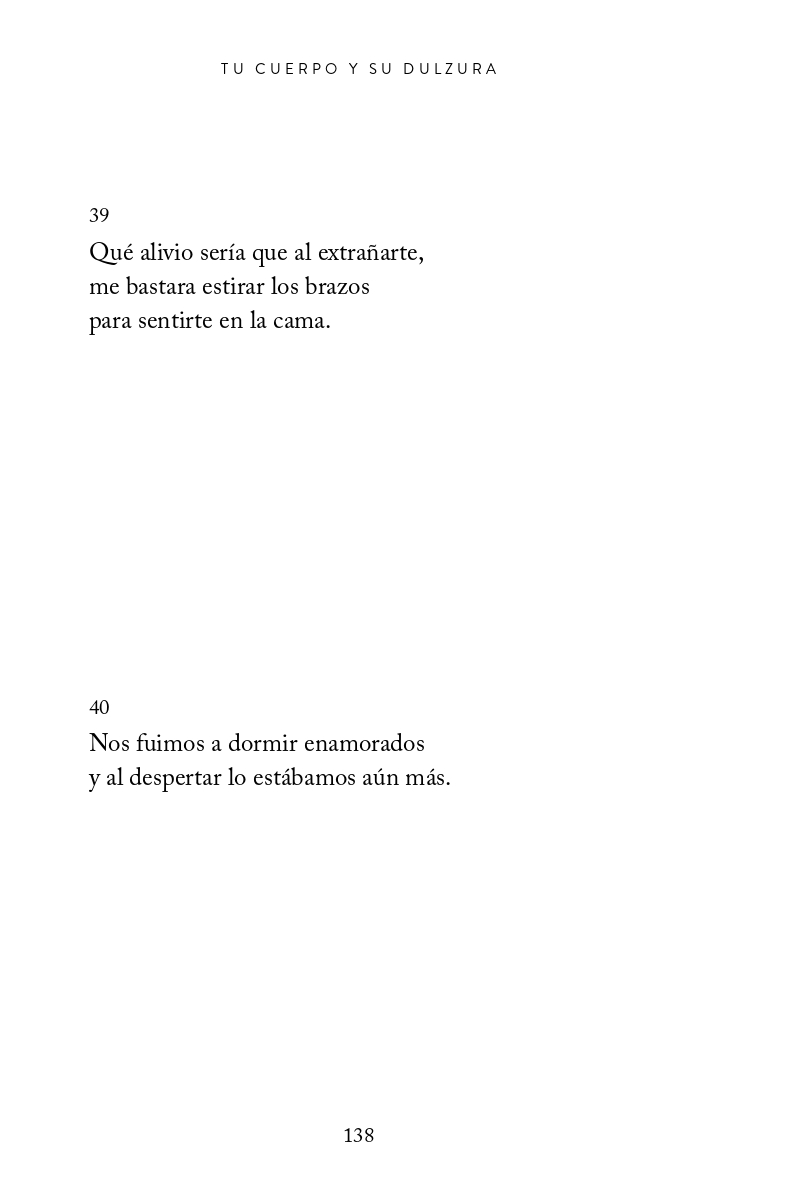 TU CUERPO Y SU DULZURA
39
Qué alivio sería que al extrañarte,
me bastara estirar los brazos
para sentirte en la cama.
40
Nos fuimos a dormir enamorados
y al despertar lo estábamos aún más.
138